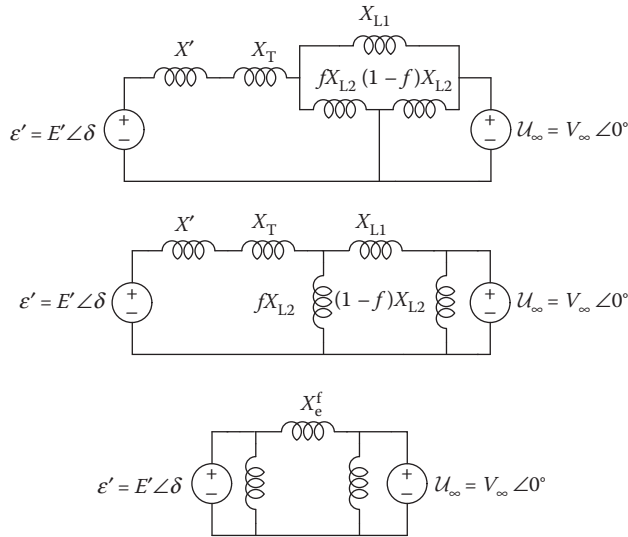 X_L1
X′ X_T
fX_L2 (1 − f)X_L2
+ +
ε′ = E′∠δ 𝒰_∞ = V_∞ ∠0°
− −
X′ X_T X_L1
+ +
ε′ = E′∠δ fX_L2 (1 − f)X_L2 𝒰_∞ = V_∞ ∠0°
− −
X_e^f
+ +
ε′ = E′∠δ 𝒰_∞ = V_∞ ∠0°
− −